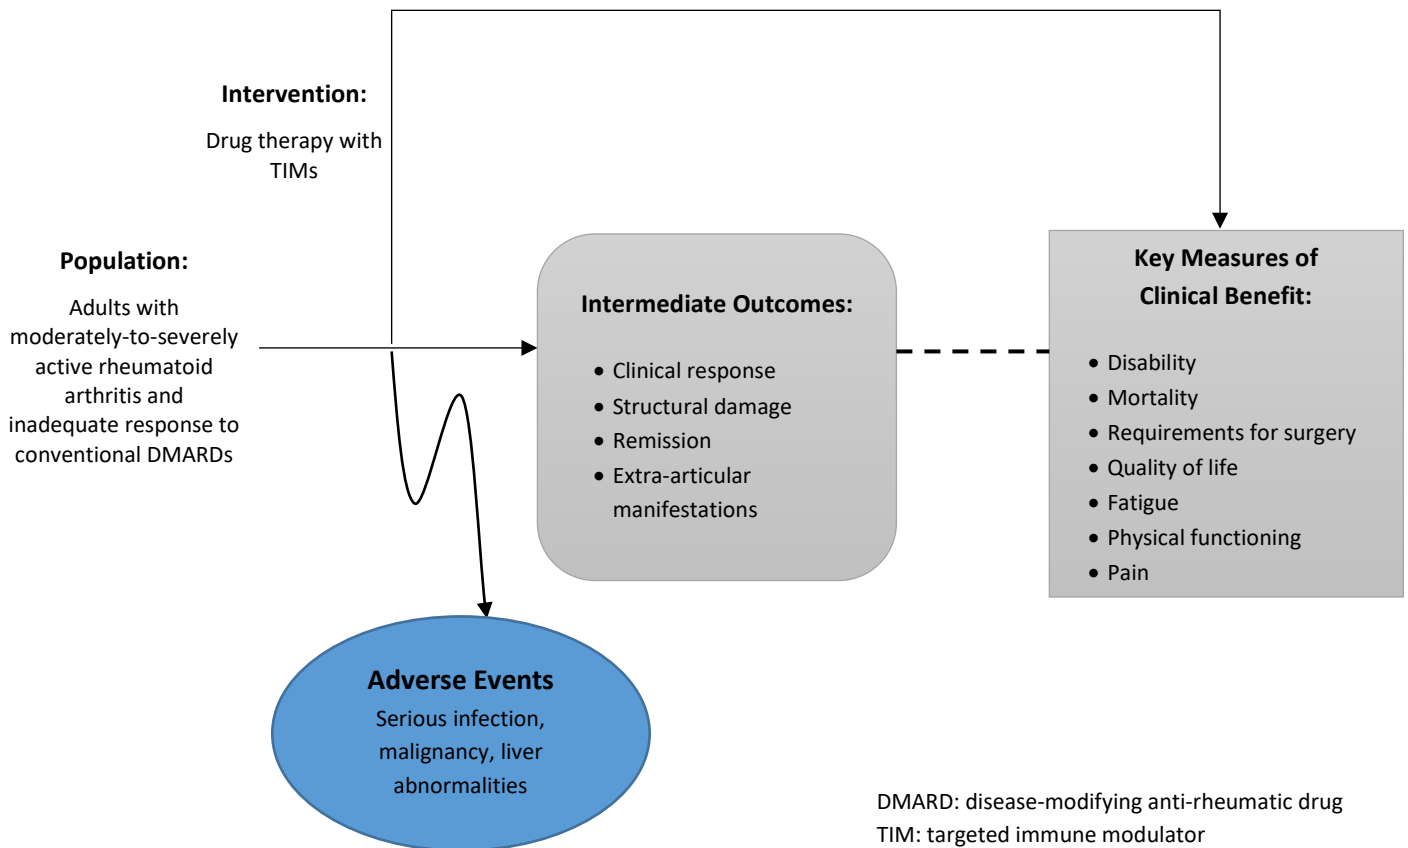 Intervention:
Drug therapy with
TIMs
Population:
Adults with
moderately-to-severely
active rheumatoid
arthritis and
inadequate response to
conventional DMARDs
Intermediate Outcomes:
• Clinical response
• Structural damage
• Remission
• Extra-articular
manifestations
Key Measures of
Clinical Benefit:
• Disability
• Mortality
• Requirements for surgery
• Quality of life
• Fatigue
• Physical functioning
• Pain
Adverse Events
Serious infection,
malignancy, liver
abnormalities
DMARD: disease-modifying anti-rheumatic drug
TIM: targeted immune modulator